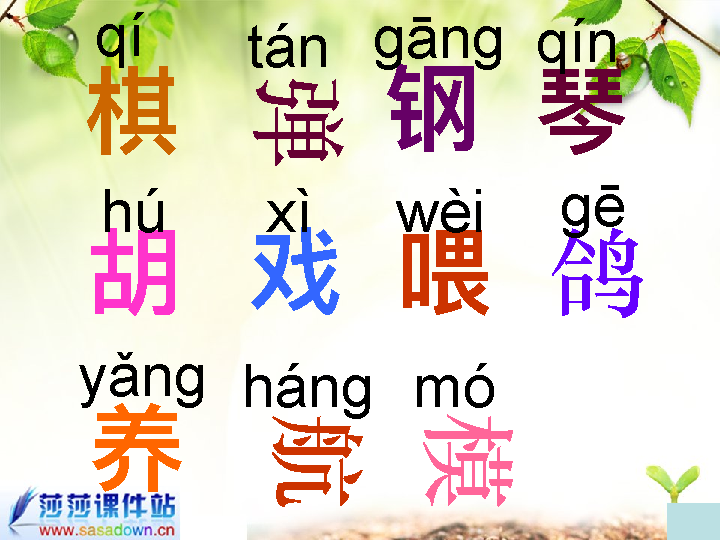 qí tán gāng qín
棋 弹 钢 琴
hú xì wèi gē
胡 戏 喂 鸽
yǎng háng mó
养 航 模
莎莎课件站
www.sasadown.cn